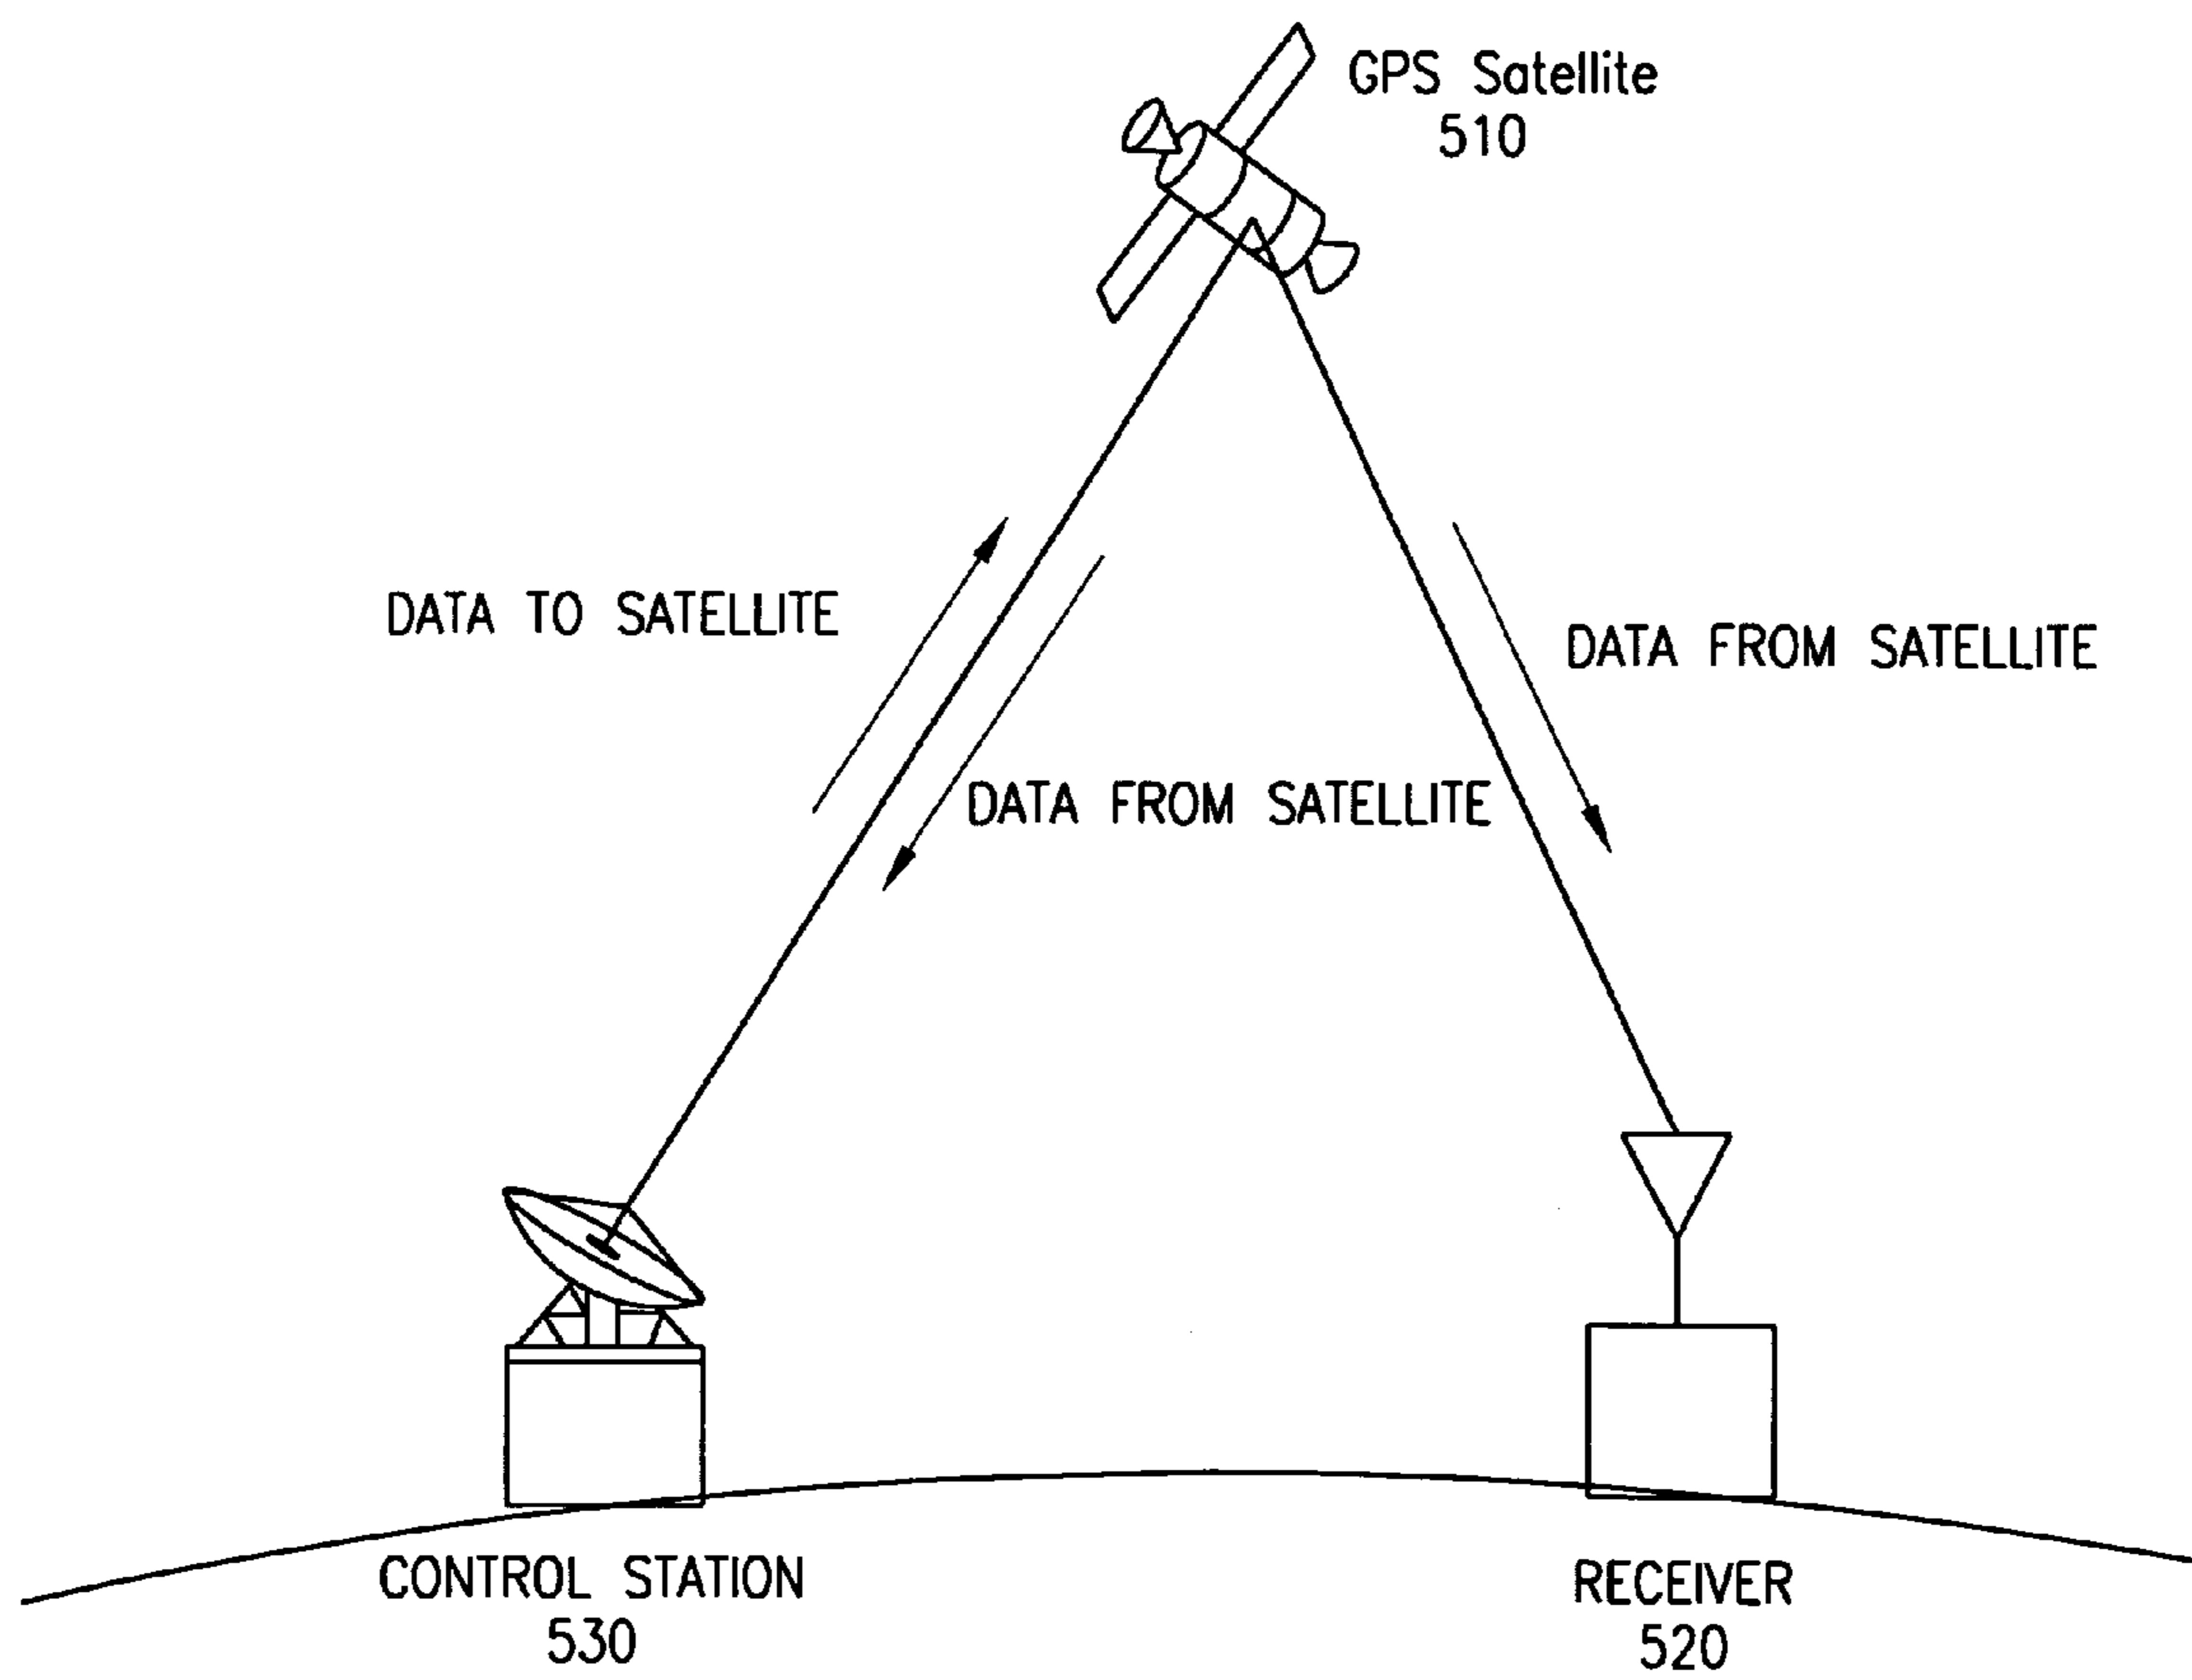 GPS Satellite
510
DATA TO SATELLITE
DATA FROM SATELLITE
DATA FROM SATELLITE
CONTROL STATION
530
RECEIVER
520